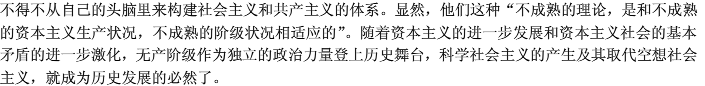 不得不从自己的头脑里来构建社会主义和共产主义的体系。显然，他们这种“不成熟的理论，是和不成熟
的资本主义生产状况，不成熟的阶级状况相适应的”。随着资本主义的进一步发展和资本主义社会的基本
矛盾的进一步激化，无产阶级作为独立的政治力量登上历史舞台，科学社会主义的产生及其取代空想社会
主义，就成为历史发展的必然了。